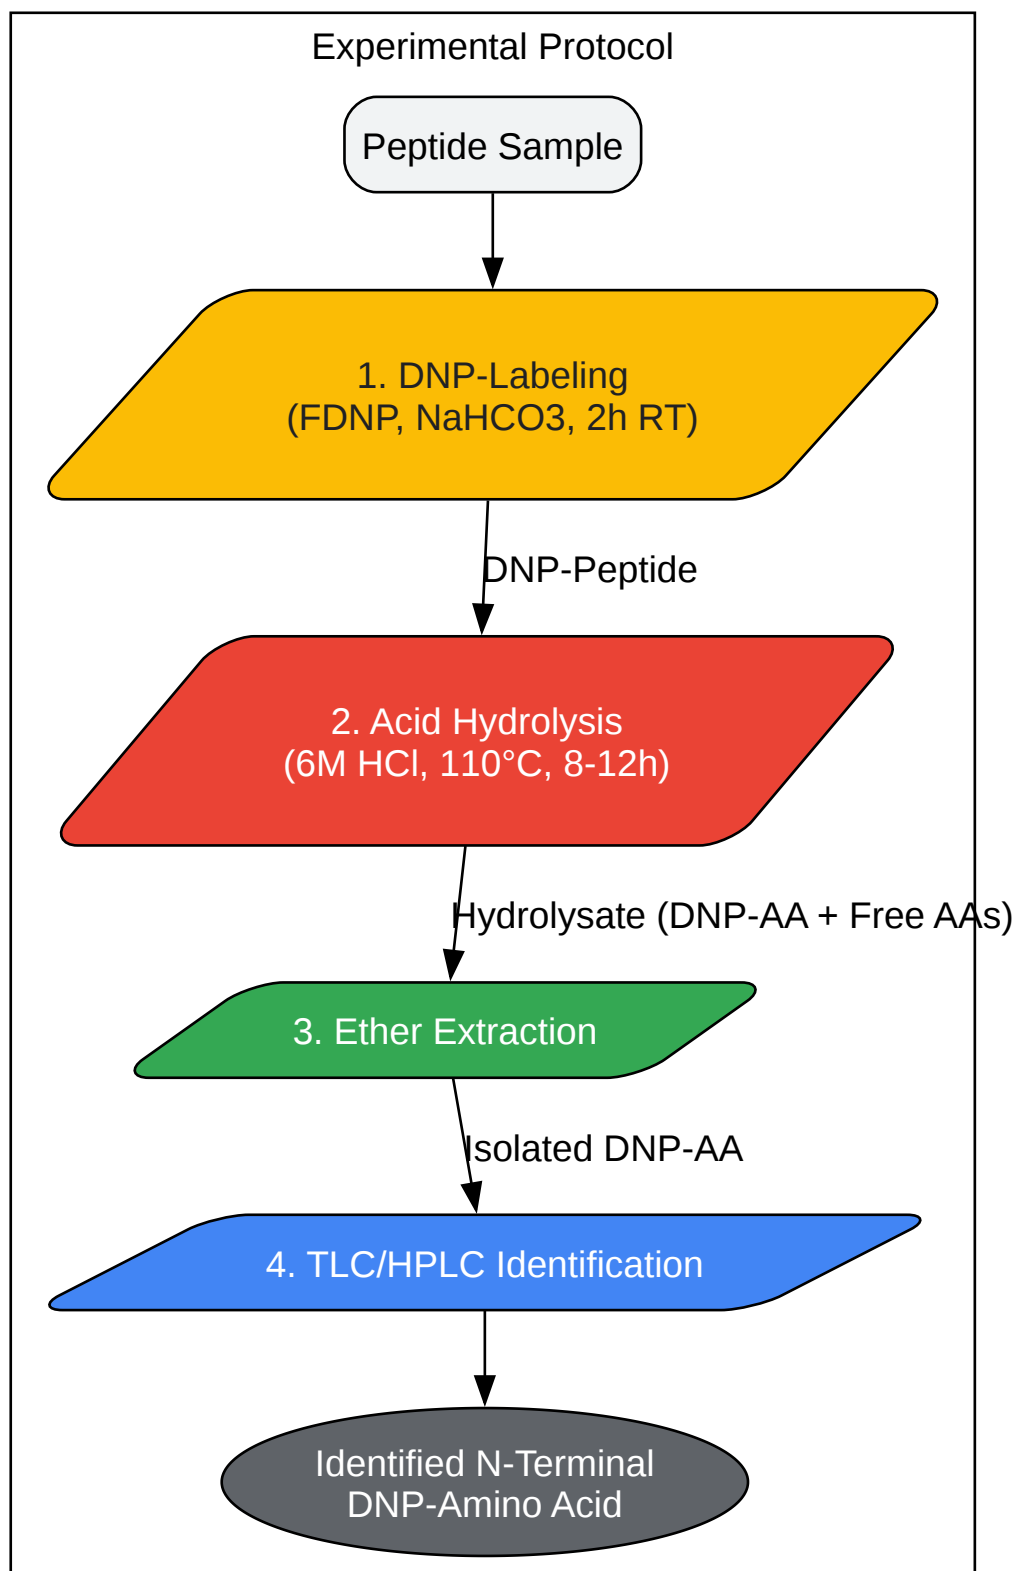 Experimental Protocol
Peptide Sample
1. DNP-Labeling
(FDNP, NaHCO3, 2h RT)
DNP-Peptide
2. Acid Hydrolysis
(6M HCl, 110°C, 8-12h)
Hydrolysate (DNP-AA + Free AAs)
3. Ether Extraction
Isolated DNP-AA
4. TLC/HPLC Identification
Identified N-Terminal
DNP-Amino Acid